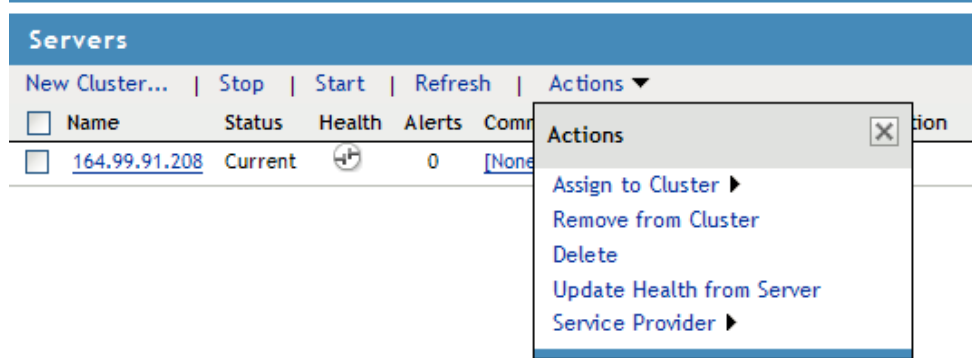 Servers
New Cluster... | Stop | Start | Refresh | Actions
Name Status Health Alerts
Actions
164.99.91.208 Current 0 [None
Assign to Cluster
Remove from Cluster
Delete
Update Health from Server
Service Provider